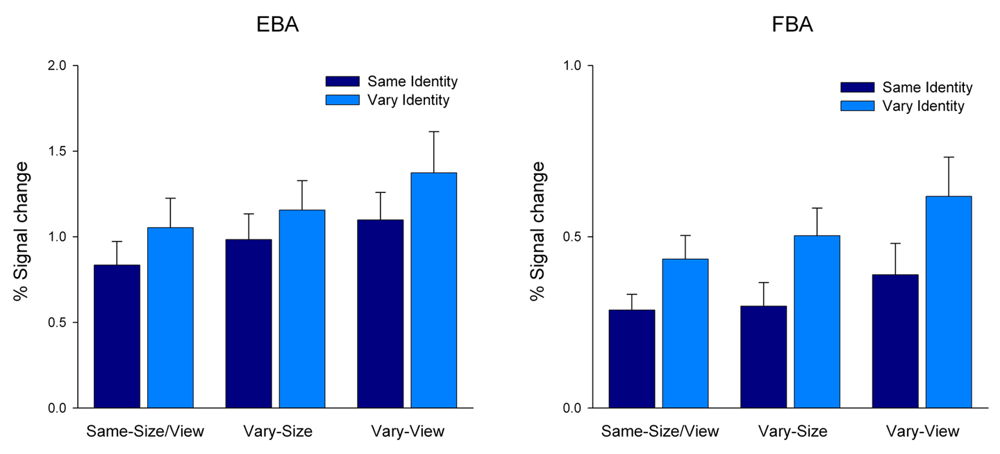 EBA
2.0
1.5
1.0
0.5
0.0
% Signal change
Same Identity
Vary Identity
Same-Size/View
Vary-Size
Vary-View
FBA
1.0
0.5
0.0
% Signal change
Same Identity
Vary Identity
Same-Size/View
Vary-Size
Vary-View